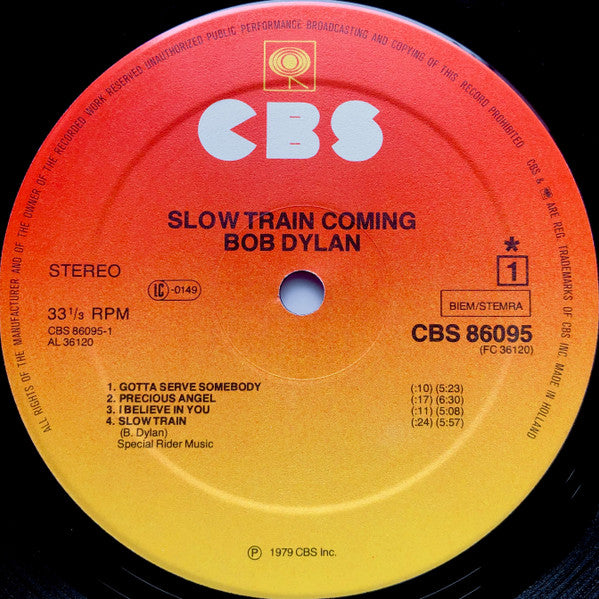 ALL RIGHTS OF THE MANUFACTURER AND OF THE OWNER OF THE RECORDED WORK RESERVED. UNAUTHORIZED PUBLIC PERFORMANCE BROADCASTING AND COPYING OF THIS RECORD PROHIBITED. CBS & ARE REG. TRADEMARKS OF CBS INC. MADE IN HOLLAND
CBS
SLOW TRAIN COMING
BOB DYLAN
STEREO
LC-0149
*
1
33 1/3 RPM
BIEM/STEMRA
CBS 86095-1
CBS 86095
AL 36120
(FC 36120)
1. GOTTA SERVE SOMEBODY (:10) (5:23)
2. PRECIOUS ANGEL (:17) (6:30)
3. I BELIEVE IN YOU (:11) (5:08)
4. SLOW TRAIN (:24) (5:57)
(B. Dylan)
Special Rider Music
Ⓟ 1979 CBS Inc.